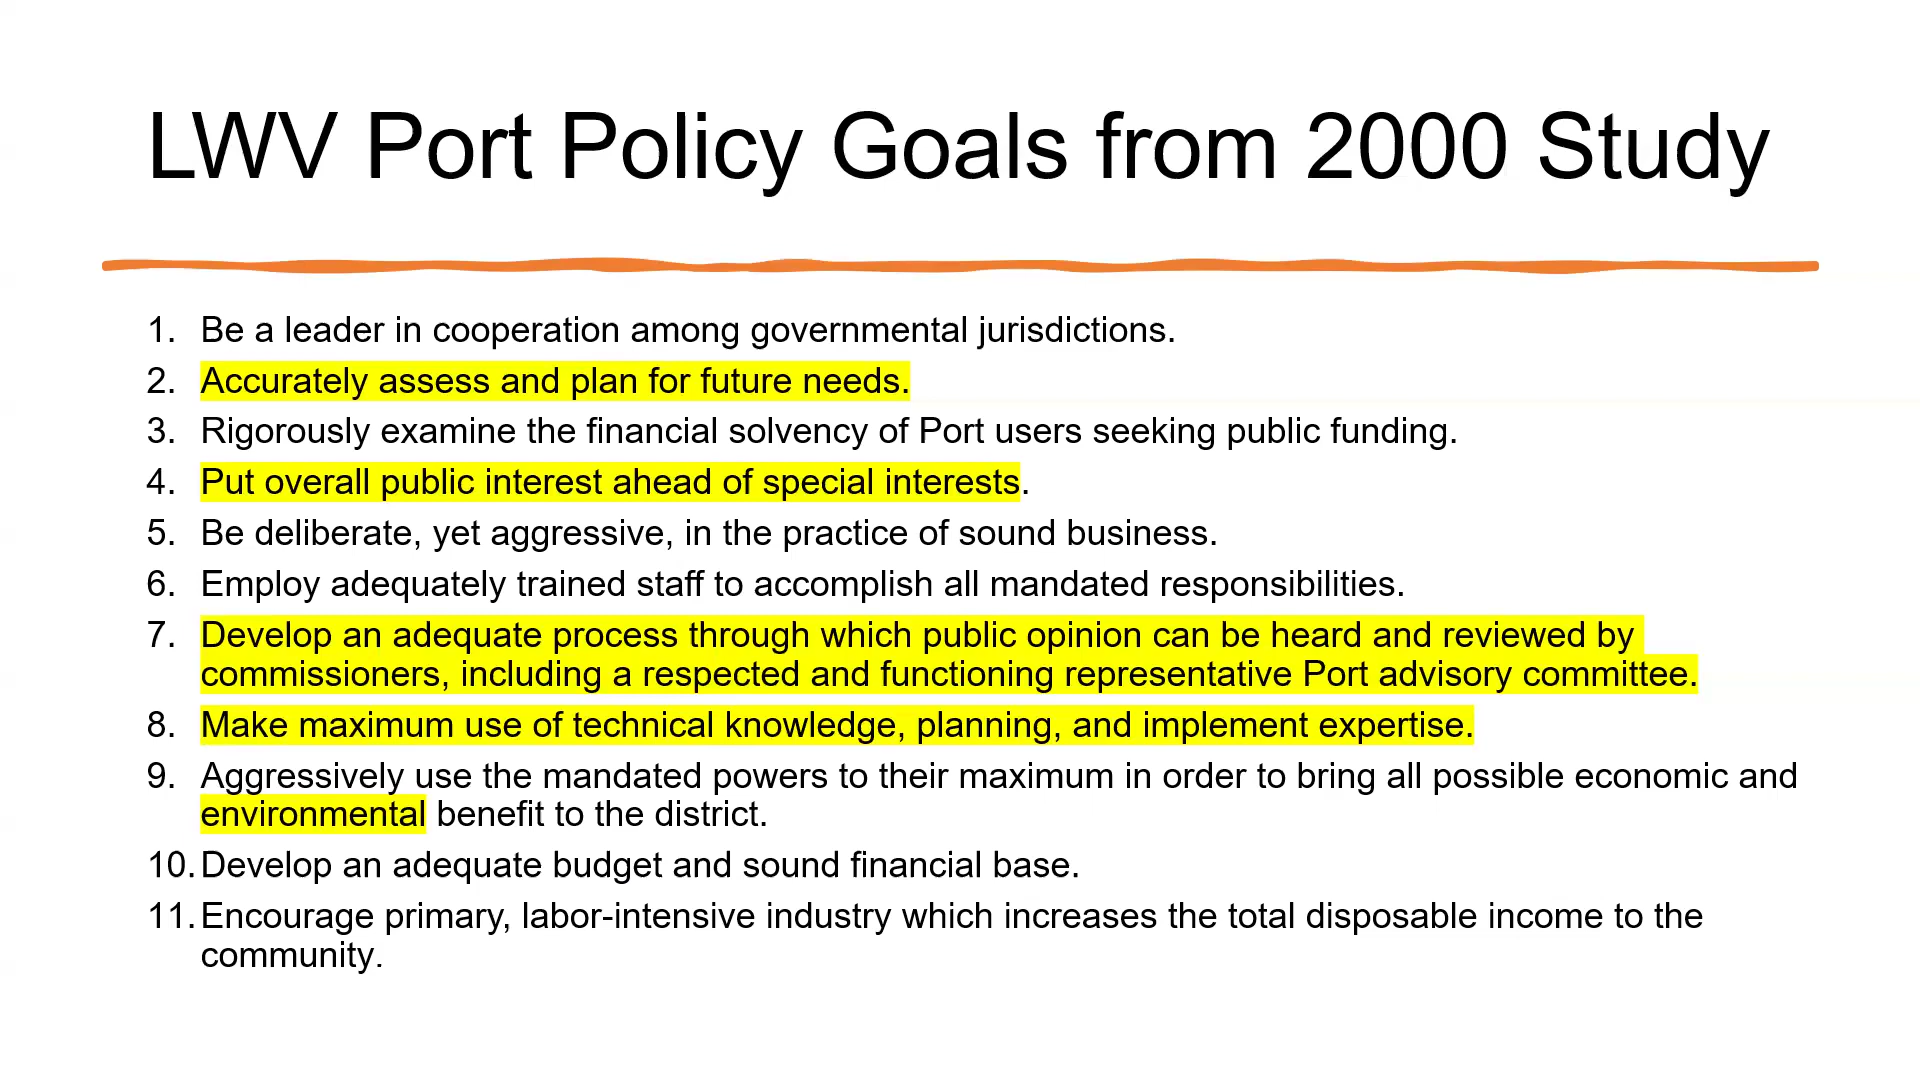 LWV Port Policy Goals from 2000 Study
1. Be a leader in cooperation among governmental jurisdictions.
2. Accurately assess and plan for future needs.
3. Rigorously examine the financial solvency of Port users seeking public funding.
4. Put overall public interest ahead of special interests.
5. Be deliberate, yet aggressive, in the practice of sound business.
6. Employ adequately trained staff to accomplish all mandated responsibilities.
7. Develop an adequate process through which public opinion can be heard and reviewed by
commissioners, including a respected and functioning representative Port advisory committee.
8. Make maximum use of technical knowledge, planning, and implement expertise.
9. Aggressively use the mandated powers to their maximum in order to bring all possible economic and
environmental benefit to the district.
10. Develop an adequate budget and sound financial base.
11. Encourage primary, labor-intensive industry which increases the total disposable income to the
community.